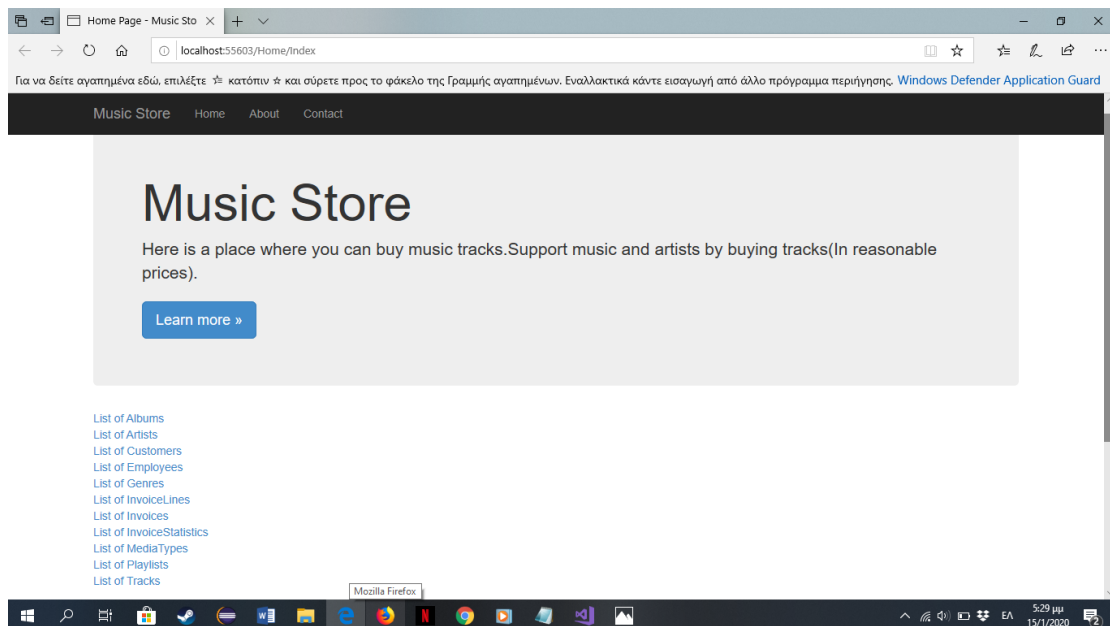 Home Page - Music Sto
localhost:55603/Home/Index
Για να δείτε αγαπημένα εδώ, επιλέξτε κατόπιν ☆ και σύρετε προς το φάκελο της Γραμμής αγαπημένων. Εναλλακτικά κάντε εισαγωγή από άλλο πρόγραμμα περιήγησης. Windows Defender Application Guard
Music Store Home About Contact
Music Store
Here is a place where you can buy music tracks.Support music and artists by buying tracks(In reasonable
prices).
Learn more »
List of Albums
List of Artists
List of Customers
List of Employees
List of Genres
List of InvoiceLines
List of Invoices
List of InvoiceStatistics
List of MediaTypes
List of Playlists
List of Tracks
Mozilla Firefox
ΕΛ
5:29 μμ
15/1/2020
2